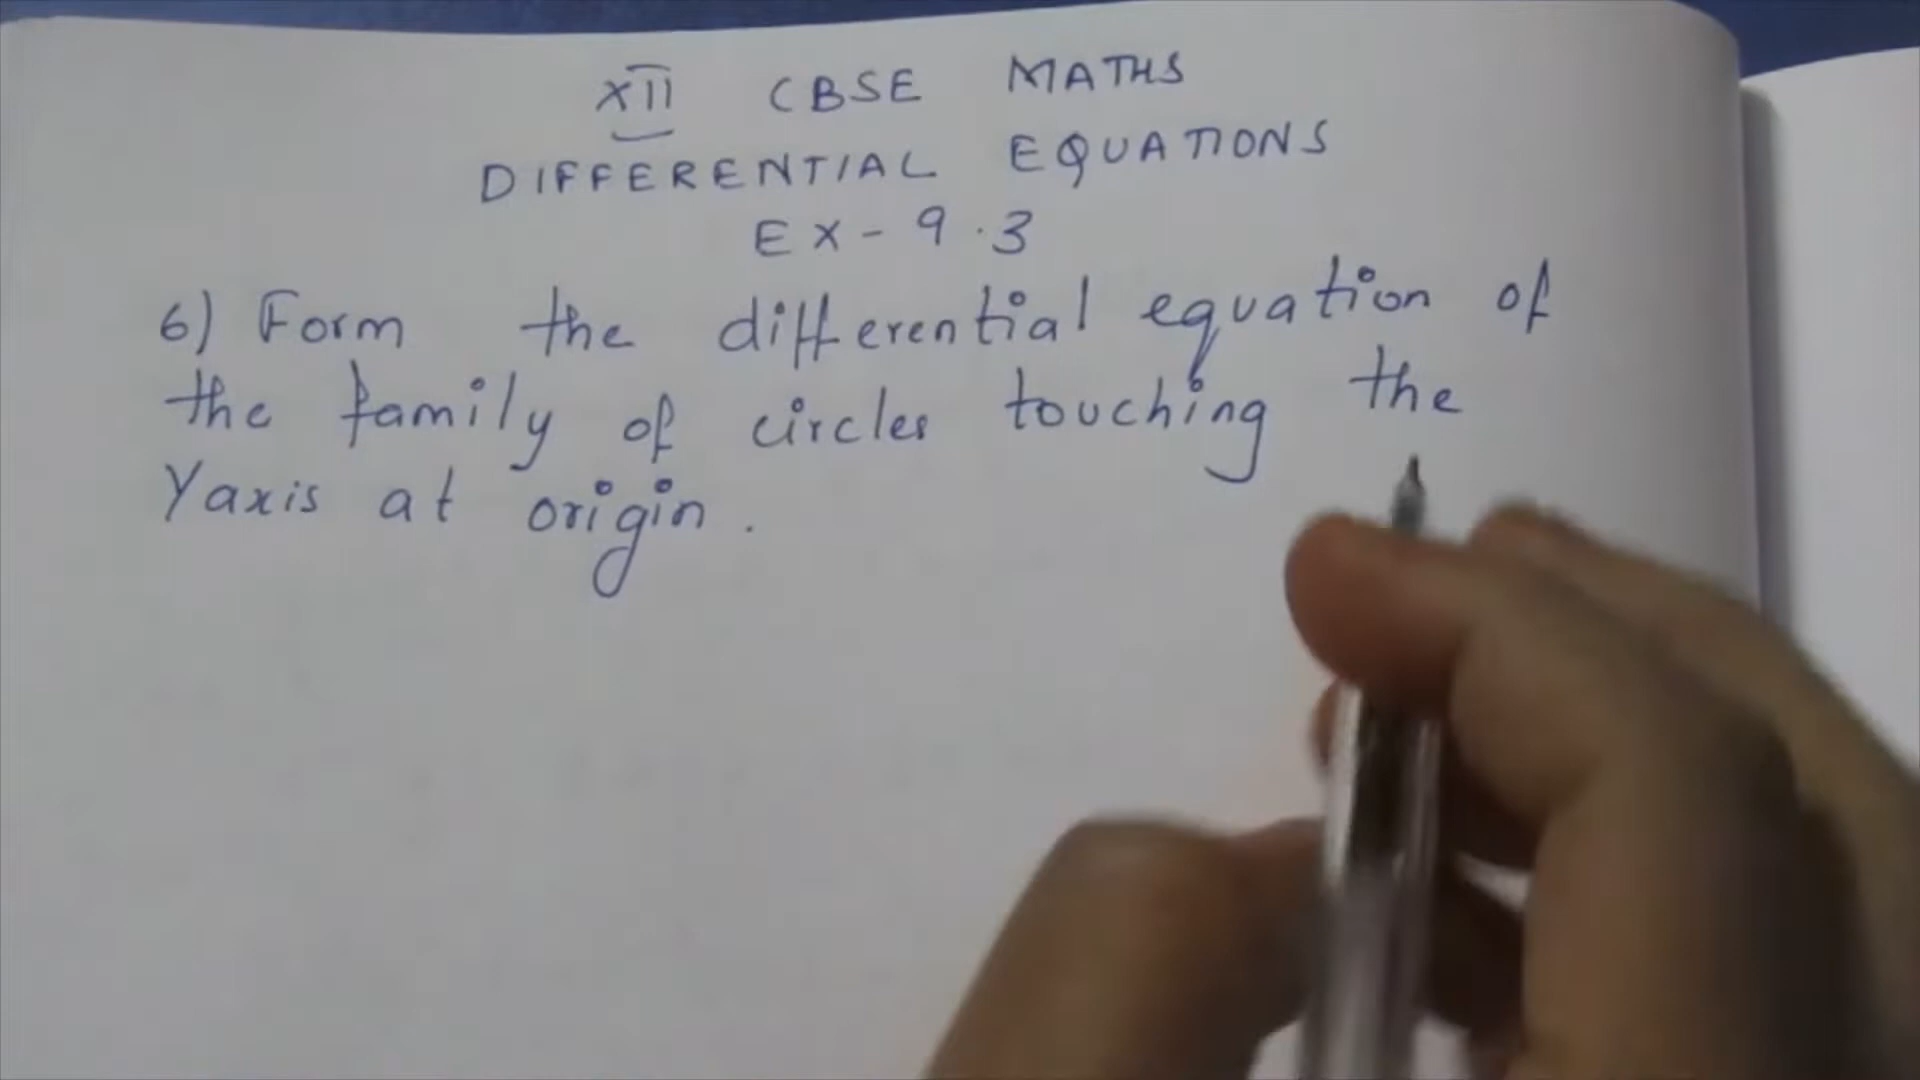 XII CBSE MATHS
DIFFERENTIAL EQUATIONS
EX - 9.3
6) Form the differential equation of
the family of circles touching the
Yaxis at origin.